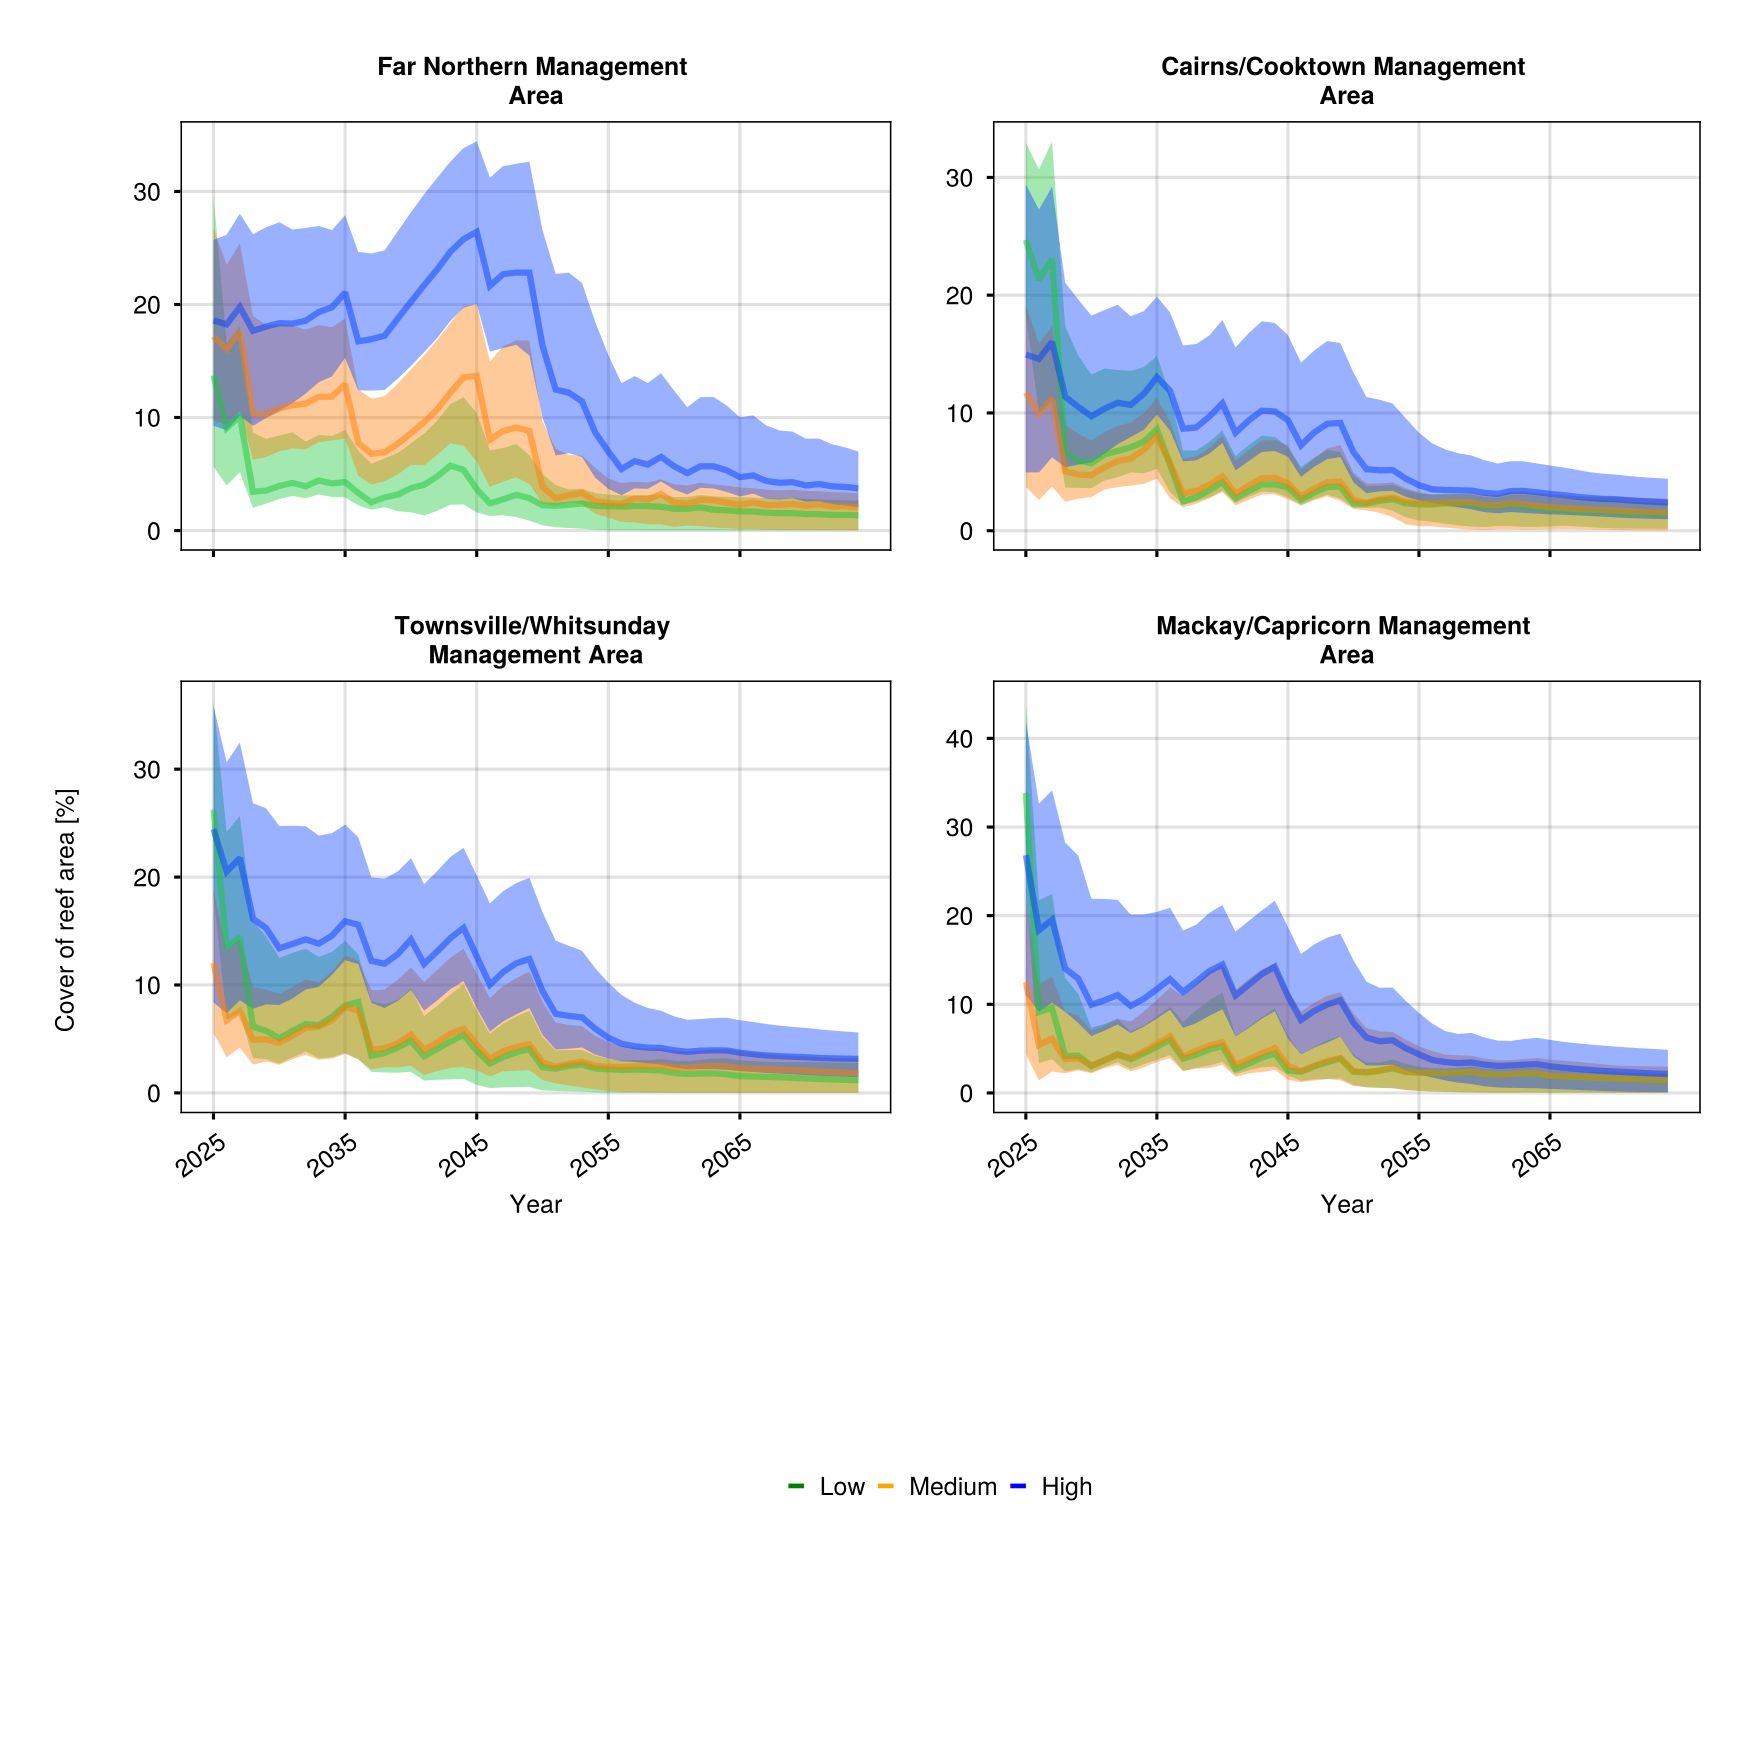 Far Northern Management
Area
Cairns/Cooktown Management
Area
30
20
10
0
30
20
10
0
Townsville/Whitsunday
Management Area
Mackay/Capricorn Management
Area
Cover of reef area [%]
30
20
10
0
40
30
20
10
0
2025
2035
2045
2055
2065
2025
2035
2045
2055
2065
Year
Year
Low
Medium
High